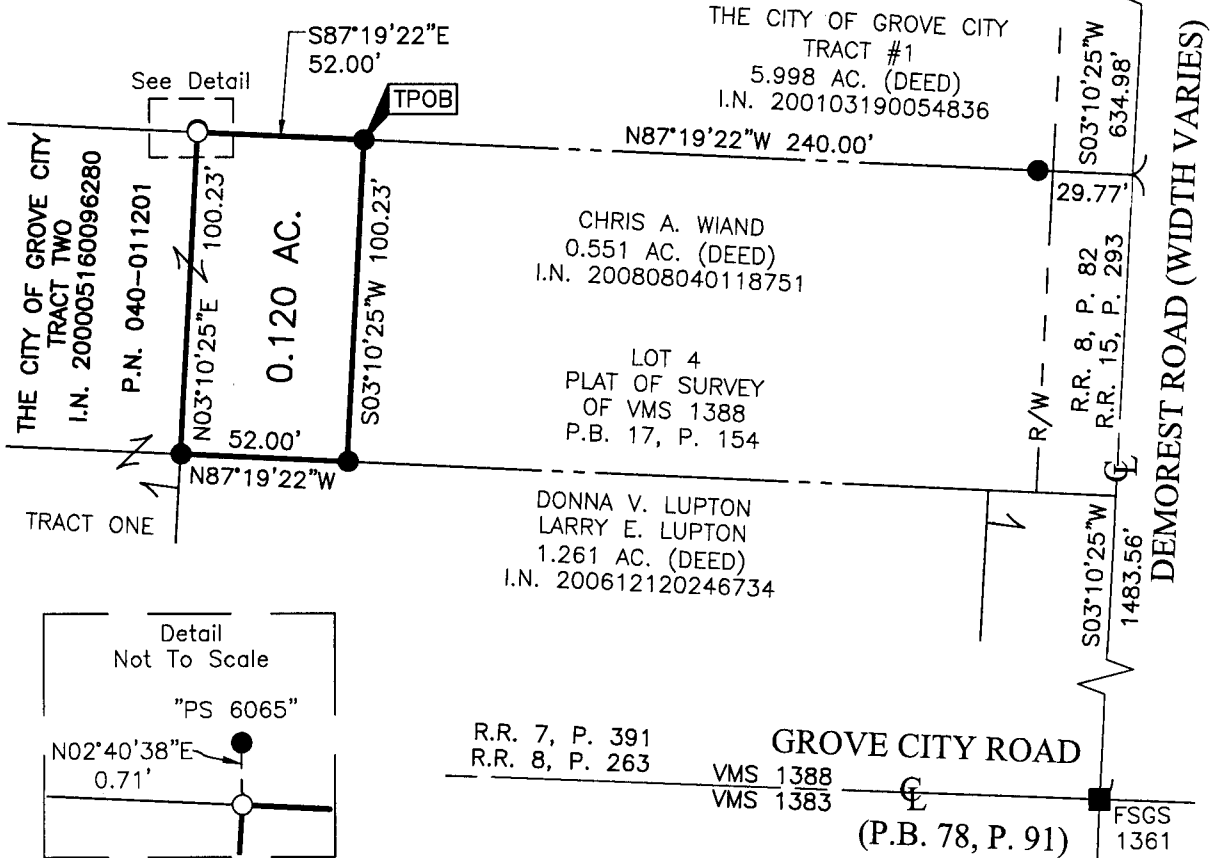 S87°19'22"E
52.00'
See Detail
TPOB
THE CITY OF GROVE CITY
TRACT #1
5.998 AC. (DEED)
I.N. 200103190054836
S03°10'25"W
634.98'
N87°19'22"W 240.00'
29.77'
THE CITY OF GROVE CITY
TRACT TWO
I.N. 200005160096280
P.N. 040-011201
N03°10'25"E 100.23'
0.120 AC.
S03°10'25"W 100.23'
CHRIS A. WIAND
0.551 AC. (DEED)
I.N. 200808040118751
LOT 4
PLAT OF SURVEY
OF VMS 1388
P.B. 17, P. 154
R/W
R.R. 8, P. 82
R.R. 15, P. 293
DEMOREST ROAD (WIDTH VARIES)
52.00'
N87°19'22"W
TRACT ONE
DONNA V. LUPTON
LARRY E. LUPTON
1.261 AC. (DEED)
I.N. 200612120246734
CL
S03°10'25"W
1483.56'
Detail
Not To Scale
"PS 6065"
N02°40'38"E
0.71'
R.R. 7, P. 391
R.R. 8, P. 263
GROVE CITY ROAD
VMS 1388
VMS 1383
CL
(P.B. 78, P. 91)
FSGS
1361